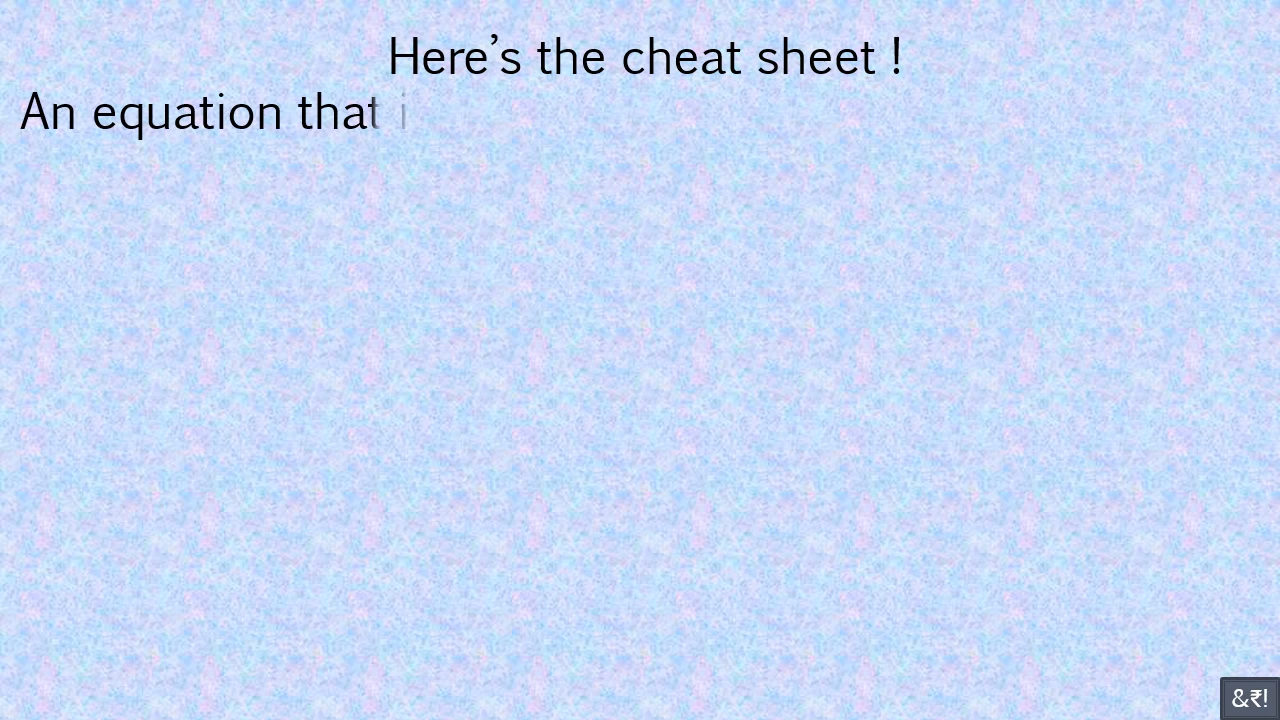 Here’s the cheat sheet !
An equation that i
&₹!